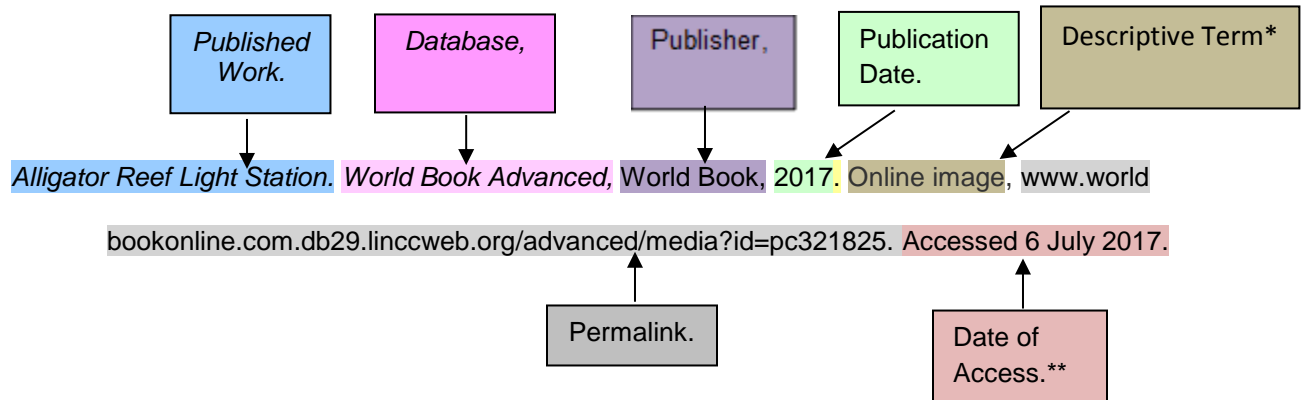 Published
Work.
Database,
Publisher,
Publication
Date.
Descriptive Term*
Alligator Reef Light Station. World Book Advanced, World Book, 2017. Online image, www.world
bookonline.com.db29.linccweb.org/advanced/media?id=pc321825. Accessed 6 July 2017.
Permalink.
Date of
Access.**